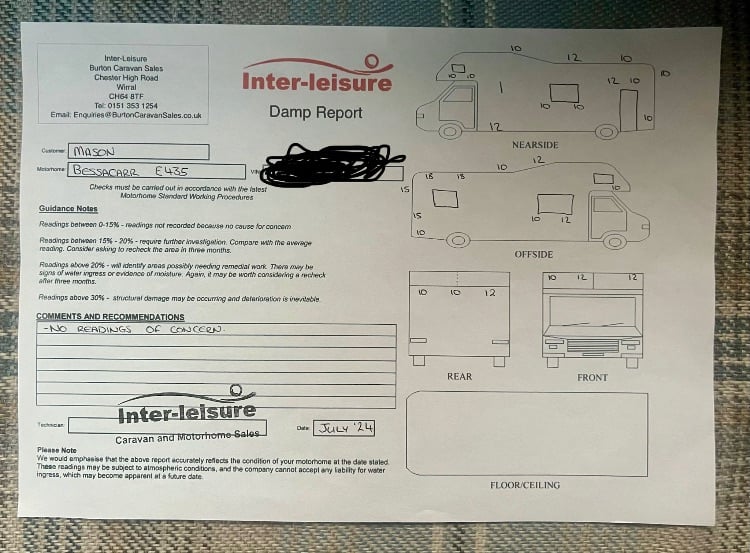 Inter-Leisure
Burton Caravan Sales
Chester High Road
Wirral
CH64 8TF
Tel: 0151 353 1254
Email: Enquiries@BurtonCaravanSales.co.uk
Inter-leisure
Damp Report
Customer: MASON
Motorhome: BESSACARR E435
Checks must be carried out in accordance with the latest
Motorhome Standard Working Procedures
Guidance Notes
Readings between 0-15% - readings not recorded because no cause for concern
Readings between 15% - 20% - require further investigation. Compare with the average
reading. Consider asking to recheck the area in three months.
Readings above 20% - will identify areas possibly needing remedial work. There may be
signs of water ingress or evidence of moisture. Again, it may be worth considering a recheck
after three months.
Readings above 30% - structural damage may be occurring and deterioration is inevitable.
COMMENTS AND RECOMMENDATIONS
-NO READINGS OF CONCERN.
Inter-leisure
Caravan and Motorhome Sales
Technician:
Date: JULY '24
Please Note
We would emphasise that the above report accurately reflects the condition of your motorhome at the date stated.
These readings may be subject to atmospheric conditions, and the company cannot accept any liability for water
ingress, which may become apparent at a future date.
10 12 10
10 10 12 10 10
10 10
12
NEARSIDE
10 12
15 18 15
10
15
10 10 12
OFFSIDE
10 10 12
REAR
10 12 12
FRONT
FLOOR/CEILING